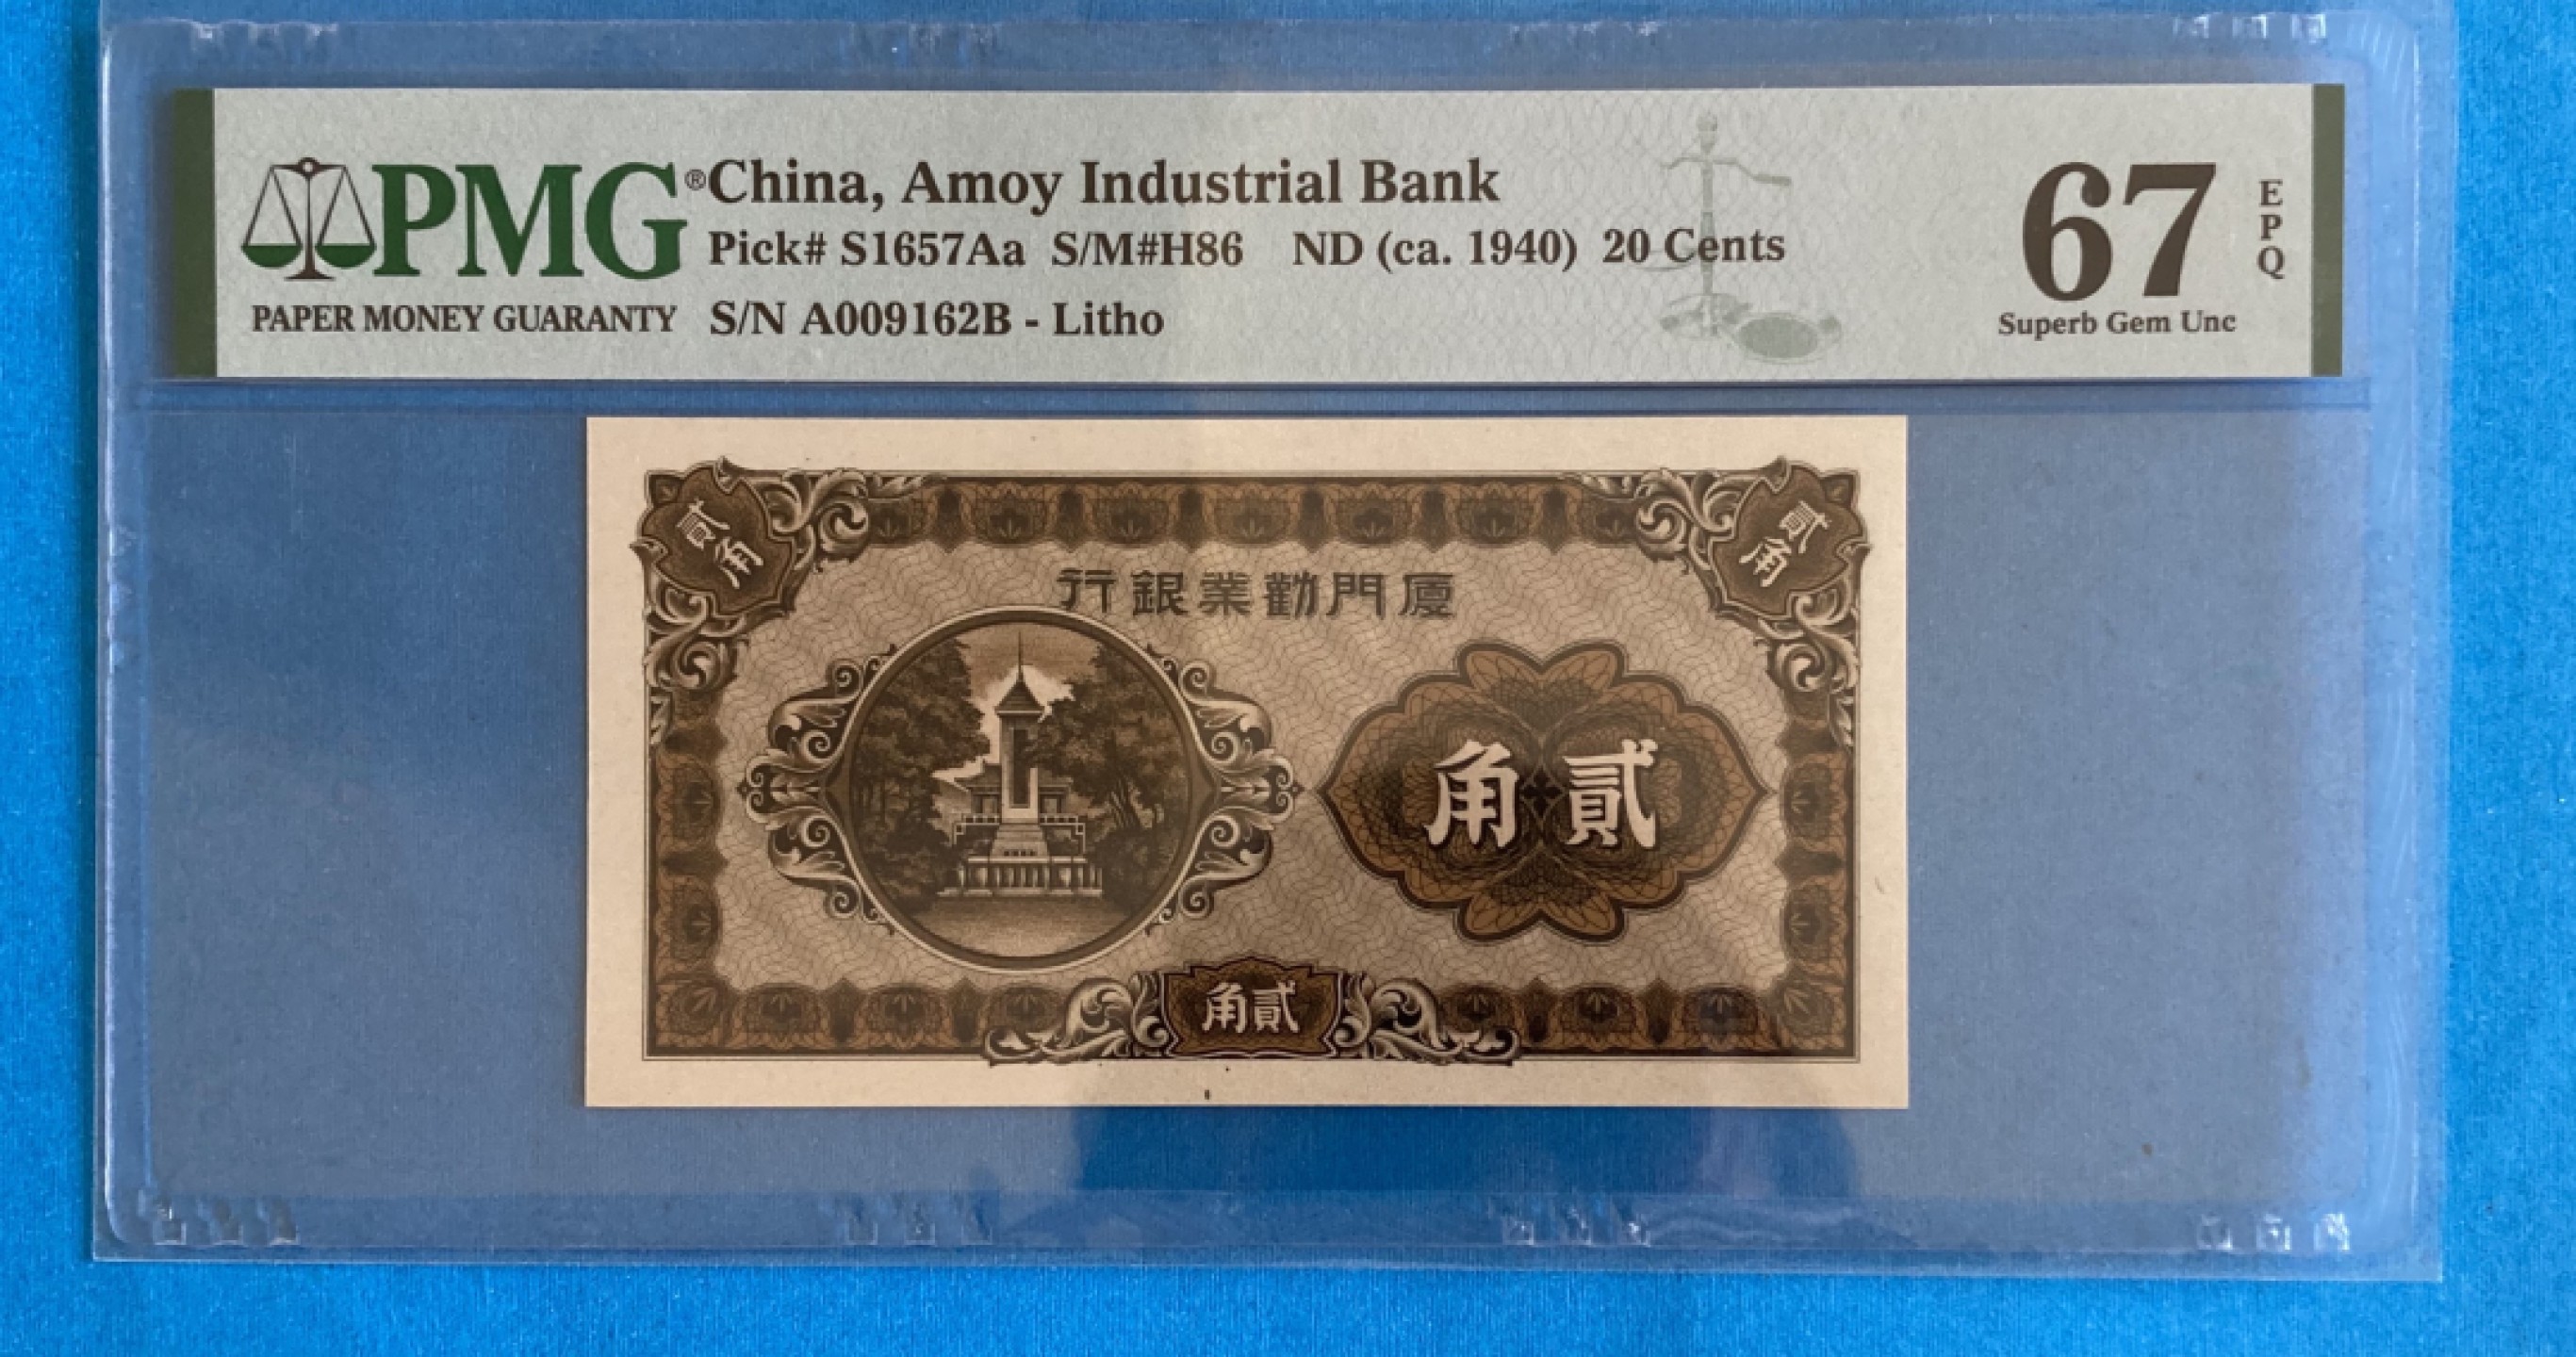 PMG® China, Amoy Industrial Bank
Pick# S1657Aa S/M#H86 ND (ca. 1940) 20 Cents
PAPER MONEY GUARANTY
S/N A009162B - Litho
67
EPQ
Superb Gem Unc
貳角
貳角
廈門勸業銀行
貳角
貳角